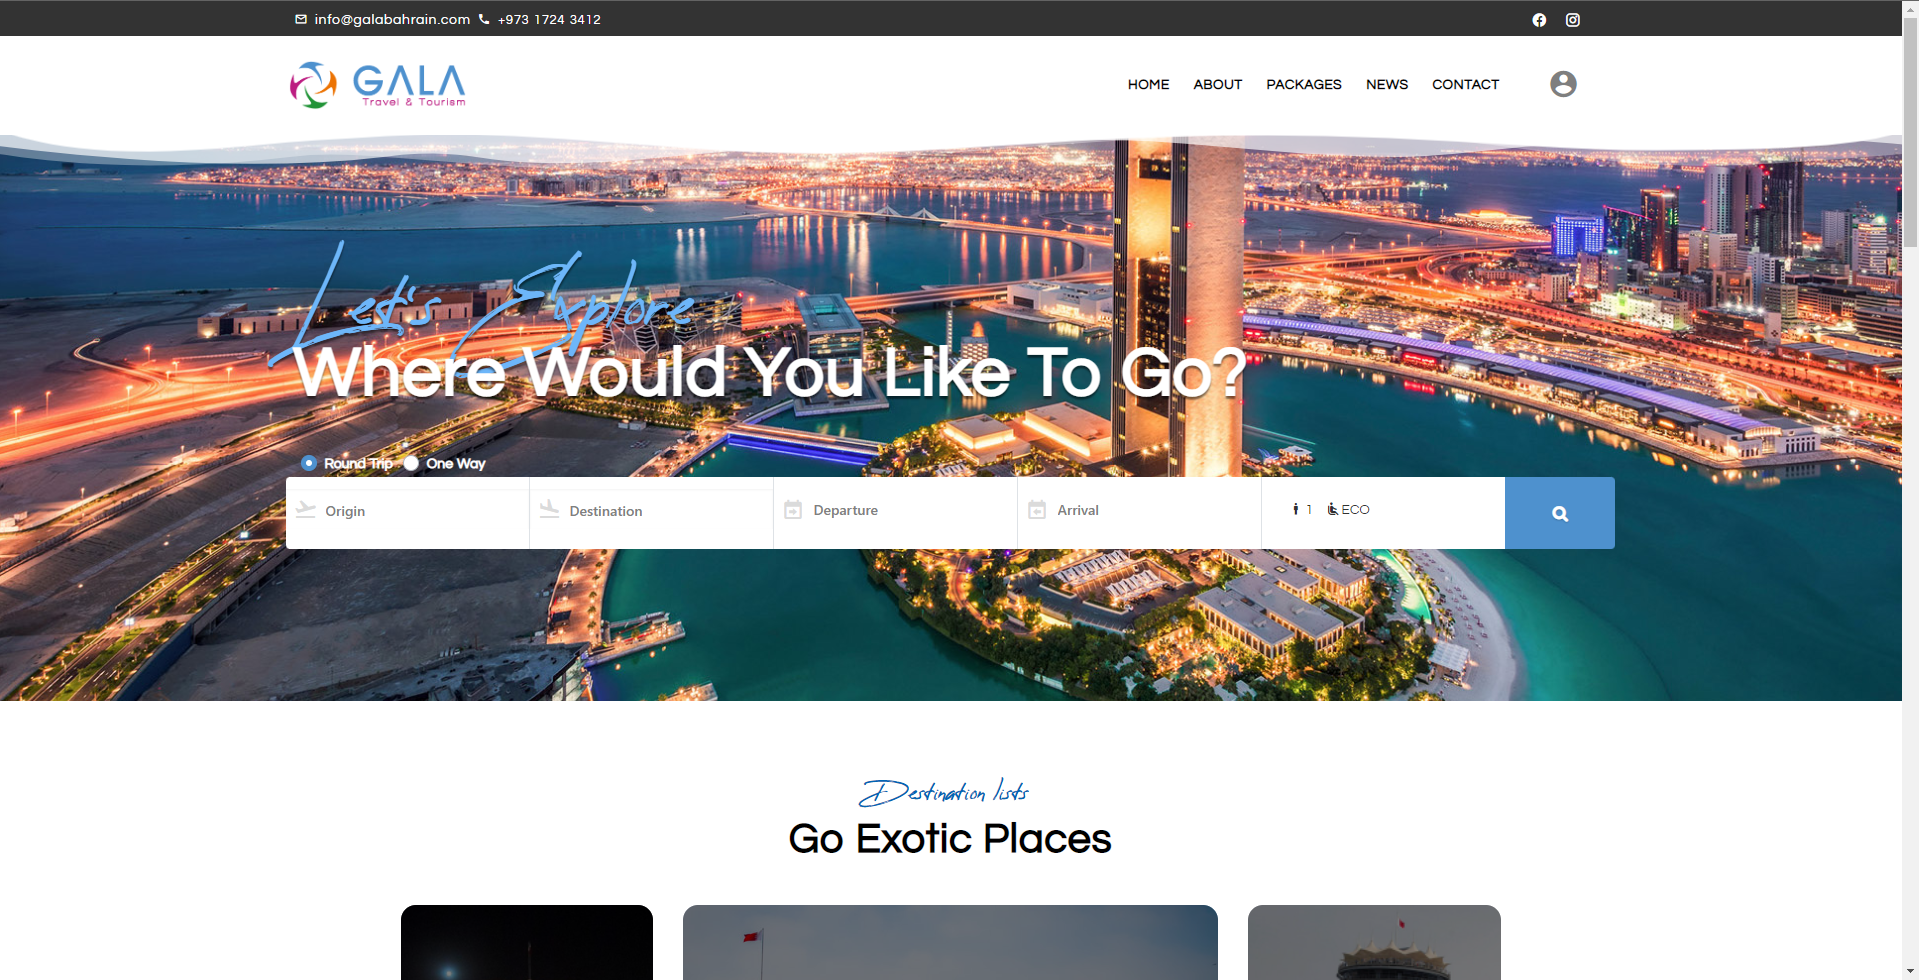 info@galabahrain.com +973 1724 3412
GALA
Travel & Tourism
HOME ABOUT PACKAGES NEWS CONTACT
Lest's Explore
Where Would You Like To Go?
Round Trip One Way
Origin Destination Departure Arrival 1 ECO
Destination lists
Go Exotic Places